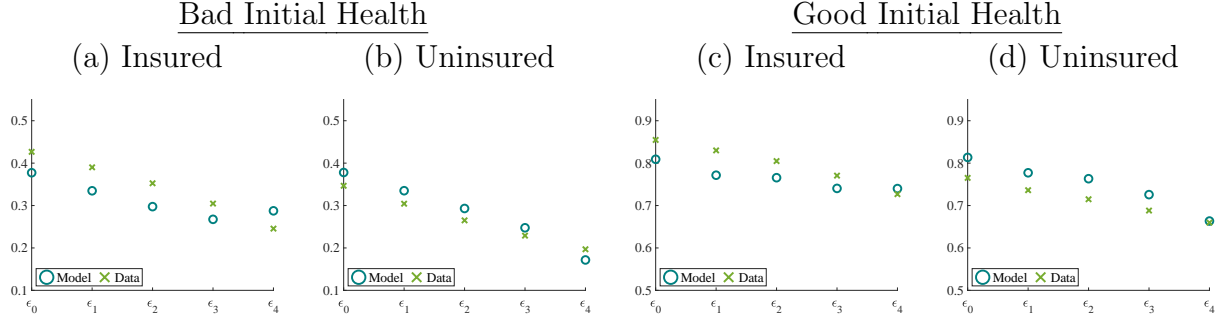 Bad Initial Health
Good Initial Health
(a) Insured
(b) Uninsured
(c) Insured
(d) Uninsured
0.5
0.4
0.3
0.2
0.1
Model
Data
ϵ0
ϵ1
ϵ2
ϵ3
ϵ4
0.5
0.4
0.3
0.2
0.1
Model
Data
ϵ0
ϵ1
ϵ2
ϵ3
ϵ4
0.9
0.8
0.7
0.6
0.5
Model
Data
ϵ0
ϵ1
ϵ2
ϵ3
ϵ4
0.9
0.8
0.7
0.6
0.5
Model
Data
ϵ0
ϵ1
ϵ2
ϵ3
ϵ4